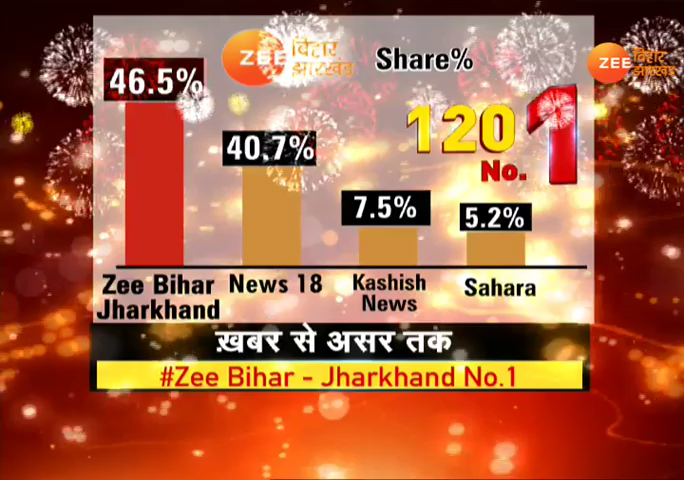 ZEE बिहार झारखंड
Share%
ZEE बिहार झारखंड
46.5%
120 No. 1
40.7%
7.5%
5.2%
Zee Bihar Jharkhand
News 18
Kashish News
Sahara
ख़बर से असर तक
#Zee Bihar - Jharkhand No.1